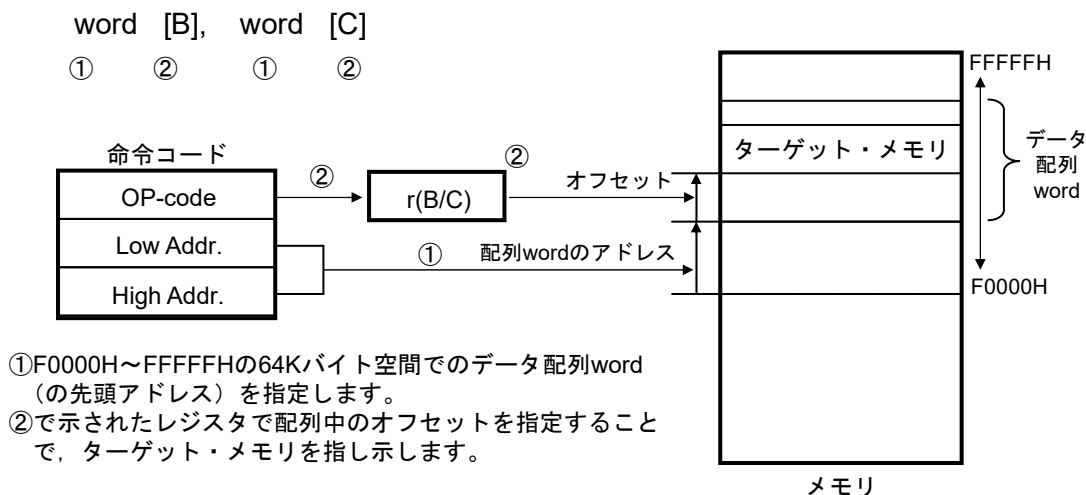 word [B], word [C]
① ② ① ②
FFFFFH
命令コード
OP-code
Low Addr.
High Addr.
②
r(B/C)
②
オフセット
①
配列wordのアドレス
ターゲット・メモリ
データ
配列
word
F0000H
メモリ
①F0000H～FFFFFHの64Kバイト空間でのデータ配列word
（の先頭アドレス）を指定します。
②で示されたレジスタで配列中のオフセットを指定すること
で，ターゲット・メモリを指し示します。